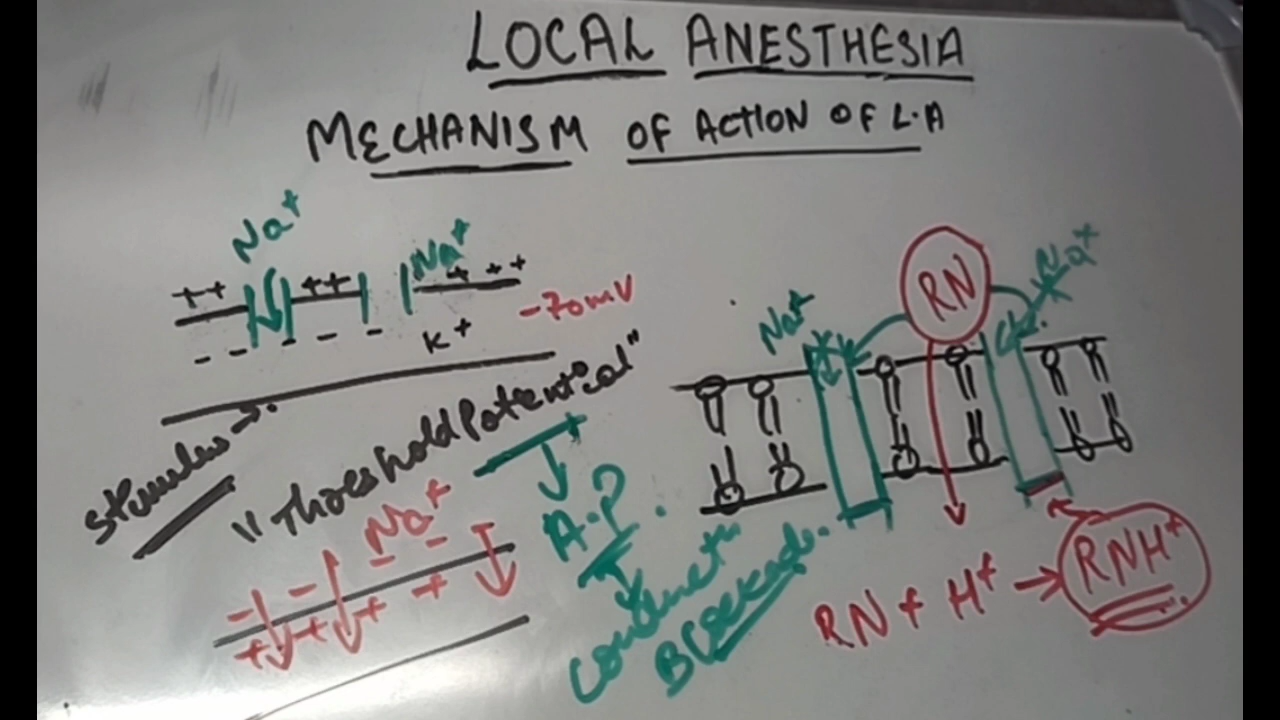 LOCAL ANESTHESIA
MECHANISM OF ACTION OF L.A
Na+ Na+
++ ++ + ++
- - - - -
K+ -70mV
stimulus →
"Threshold Potential"
Na+
- - - -
+ + + +
A.P.
conduct^n
Blockade.
RN
Na+ Na+
RN + H+ → RNH+